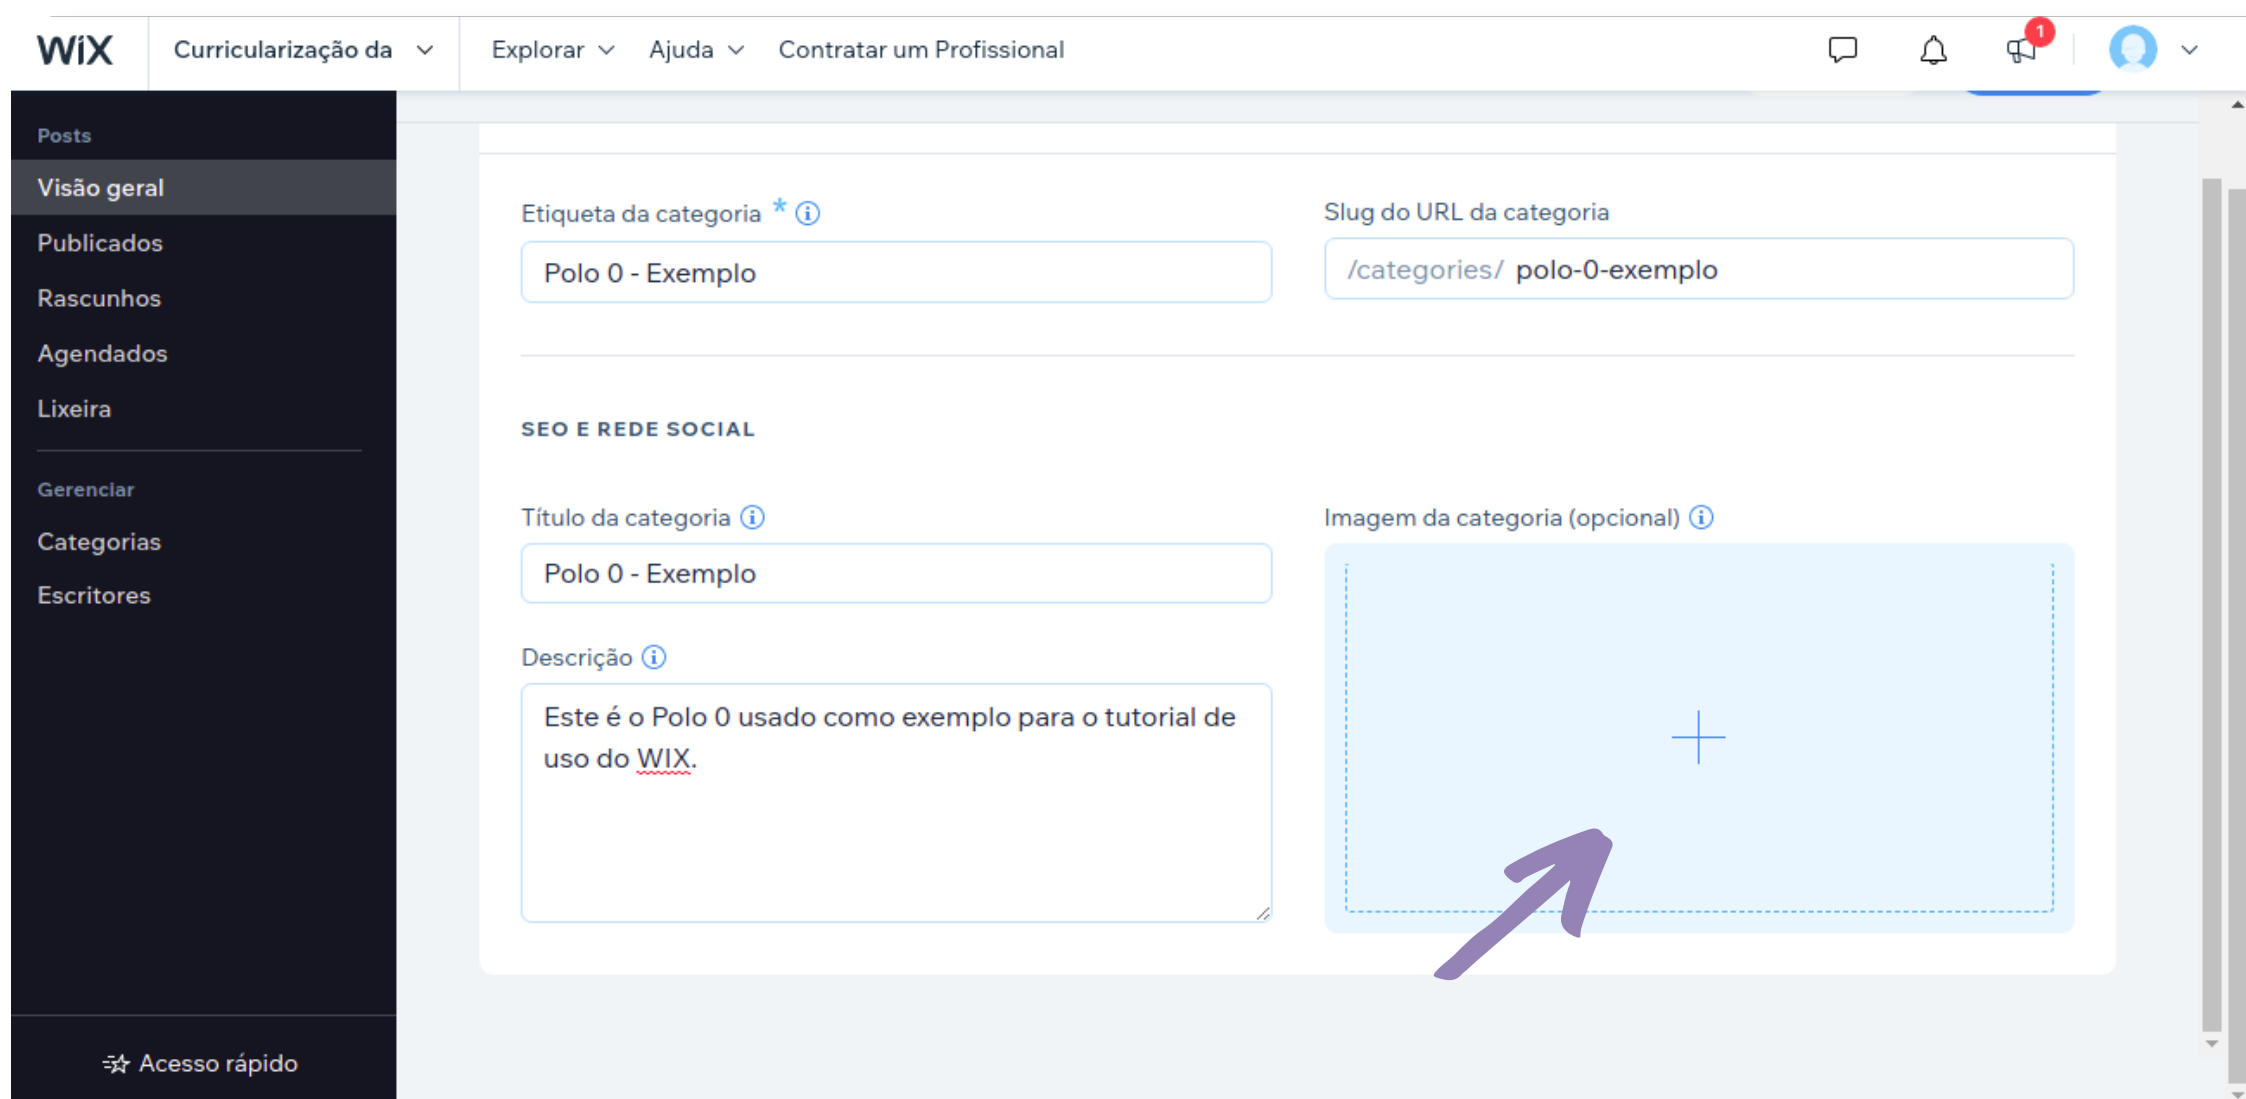 WiX
Curricularização da
Explorar
Ajuda
Contratar um Profissional
1
Posts
Visão geral
Publicados
Rascunhos
Agendados
Lixeira
Gerenciar
Categorias
Escritores
Acesso rápido
Etiqueta da categoria *
Polo 0 - Exemplo
Slug do URL da categoria
/categories/ polo-0-exemplo
SEO E REDE SOCIAL
Título da categoria
Polo 0 - Exemplo
Descrição
Este é o Polo 0 usado como exemplo para o tutorial de
uso do WIX.
Imagem da categoria (opcional)